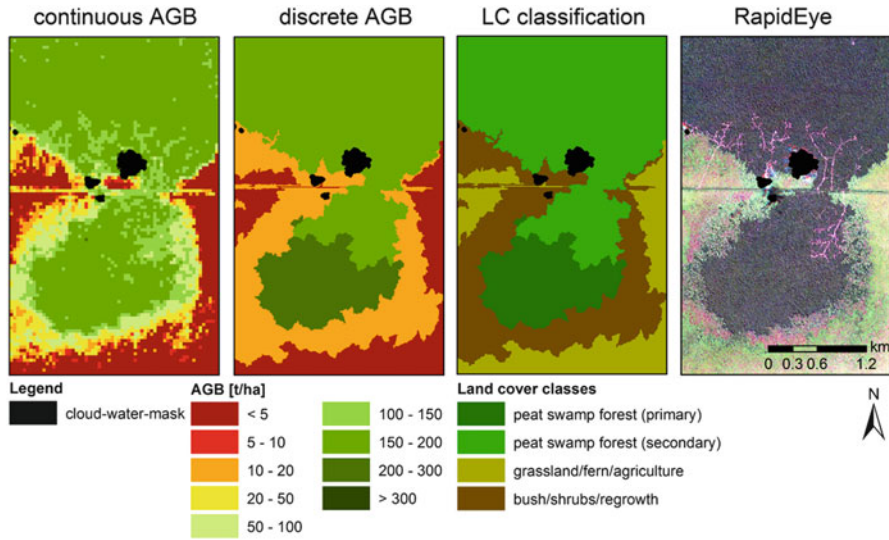 continuous AGB
discrete AGB
LC classification
RapidEye
km
0 0.3 0.6 1.2
Legend
cloud-water-mask
AGB [t/ha]
< 5
5 - 10
10 - 20
20 - 50
50 - 100
100 - 150
150 - 200
200 - 300
> 300
Land cover classes
peat swamp forest (primary)
peat swamp forest (secondary)
grassland/fern/agriculture
bush/shrubs/regrowth
N